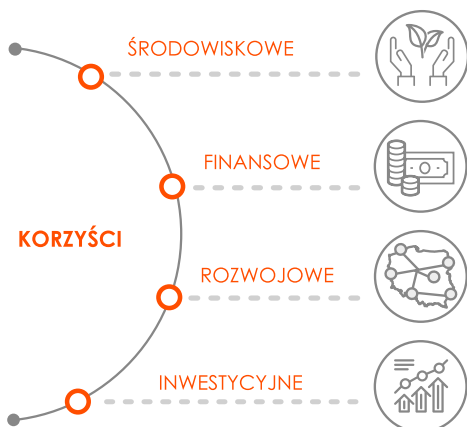 ŚRODOWISKOWE
FINANSOWE
KORZYŚCI
ROZWOJOWE
INWESTYCYJNE